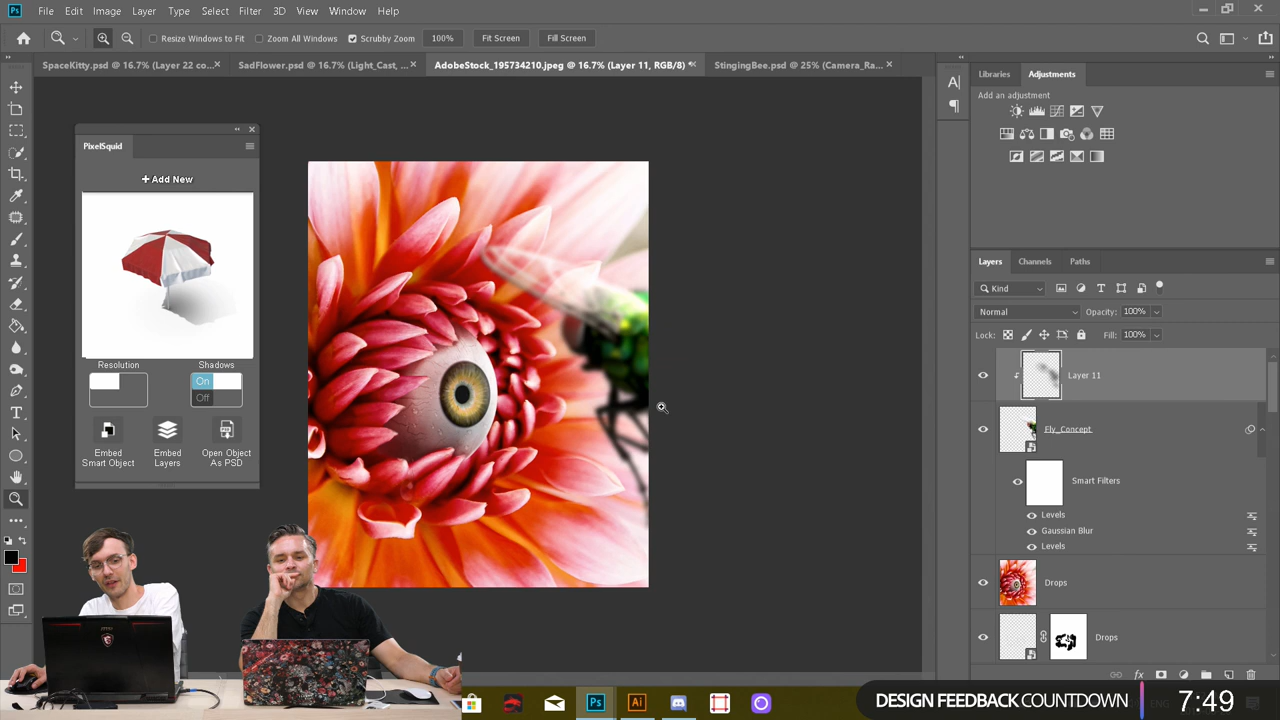 Ps File Edit Image Layer Type Select Filter 3D View Window Help
Resize Windows to Fit Zoom All Windows Scrubby Zoom 100% Fit Screen Fill Screen
SpaceKitty.psd @ 16.7% (Layer 22 co... × SadFlower.psd @ 16.7% (Light_Cast, ... × AdobeStock_195734210.jpeg @ 16.7% (Layer 11, RGB/8) * × StingingBee.psd @ 25% (Camera_Ra... ×
PixelSquid
+ Add New
Resolution Shadows
On
Off
Embed Smart Object
Embed Layers
Open Object As PSD
Libraries Adjustments
Add an adjustment
Layers Channels Paths
Kind
Normal Opacity: 100%
Lock: Fill: 100%
Layer 11
Fly_Concept
Smart Filters
Levels
Gaussian Blur
Levels
Drops
Drops
fx
Ps Ai
DESIGN FEEDBACK COUNTDOWN 7:49